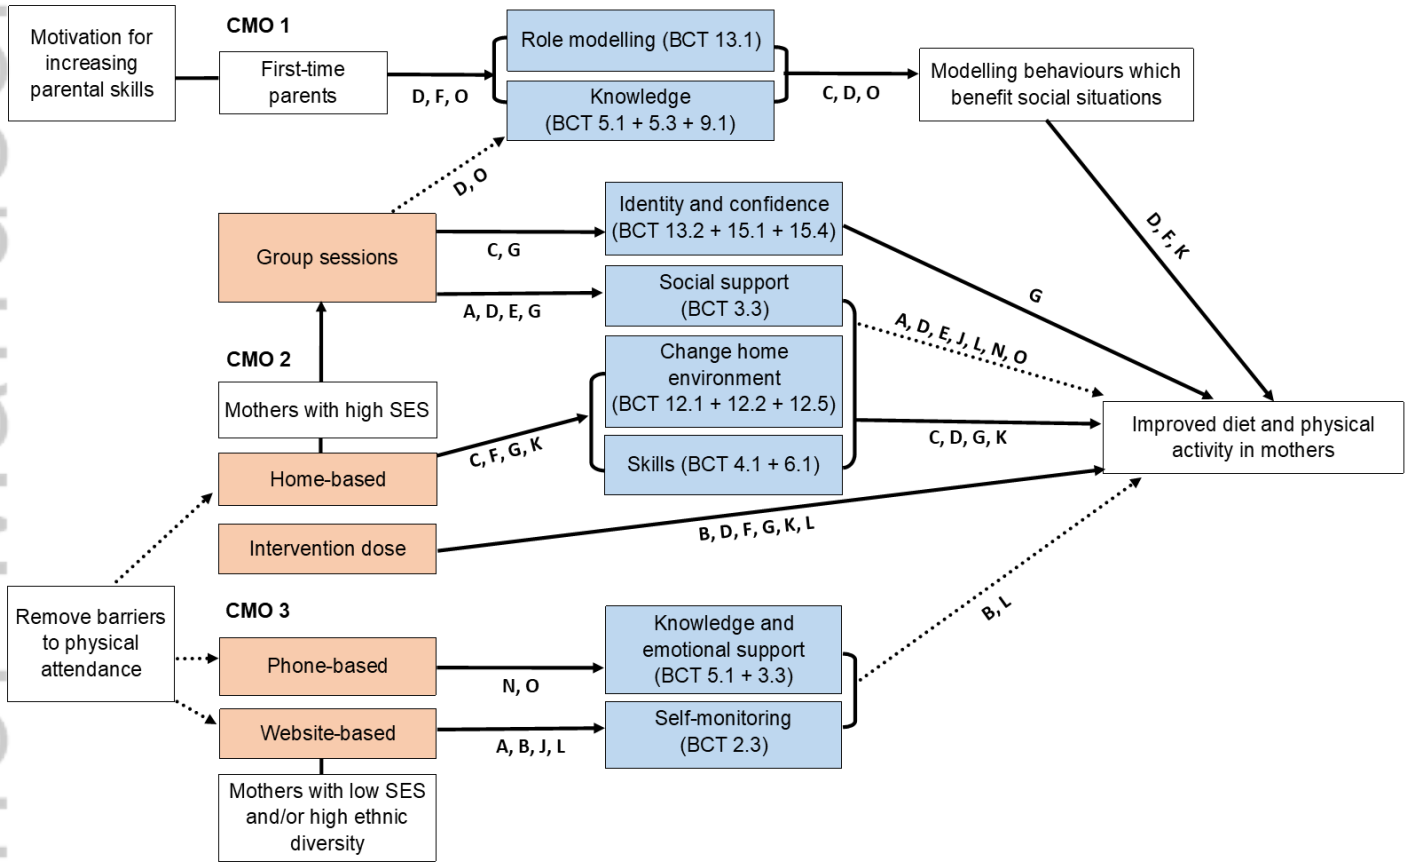 CMO 1
Motivation for
increasing
parental skills
First-time
parents
D, F, O
Role modelling (BCT 13.1)
Knowledge
(BCT 5.1 + 5.3 + 9.1)
C, D, O
Modelling behaviours which
benefit social situations
D, O
D, F, K
Group sessions
C, G
Identity and confidence
(BCT 13.2 + 15.1 + 15.4)
G
A, D, E, G
Social support
(BCT 3.3)
A, D, E, J, L, N, O
CMO 2
Mothers with high SES
Home-based
C, F, G, K
Change home
environment
(BCT 12.1 + 12.2 + 12.5)
Skills (BCT 4.1 + 6.1)
C, D, G, K
Improved diet and physical
activity in mothers
Intervention dose
B, D, F, G, K, L
Remove barriers
to physical
attendance
CMO 3
Phone-based
N, O
Knowledge and
emotional support
(BCT 5.1 + 3.3)
B, L
Website-based
A, B, J, L
Self-monitoring
(BCT 2.3)
Mothers with low SES
and/or high ethnic
diversity